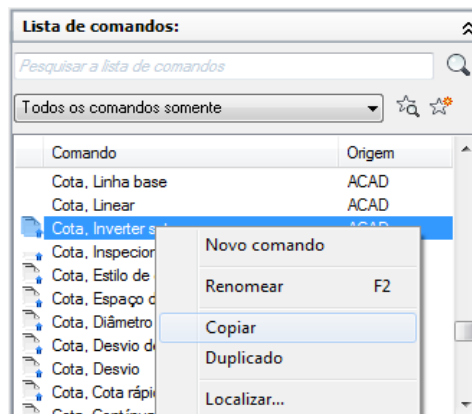 Lista de comandos:
Pesquisar a lista de comandos
Todos os comandos somente
Comando Origem
Cota, Linha base ACAD
Cota, Linear ACAD
Cota, Inverter
Cota, Inspecion
Cota, Estilo de
Cota, Espaço d
Cota, Diâmetro
Cota, Desvio de
Cota, Desvio
Cota, Cota rápi
Novo comando
Renomear F2
Copiar
Duplicado
Localizar...